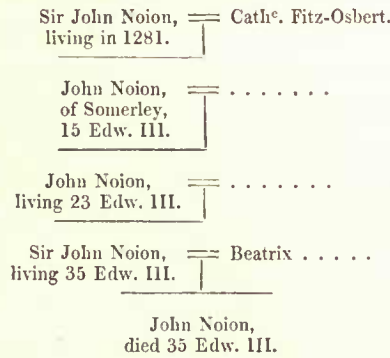 Sir John Noion, == Cathe. Fitz-Osbert.
living in 1281.
John Noion, == . . . . . . .
of Somerley,
15 Edw. III.
John Noion, == . . . . . . .
living 23 Edw. III.
Sir John Noion, == Beatrix . . . . .
living 35 Edw. III.
John Noion,
died 35 Edw. III.